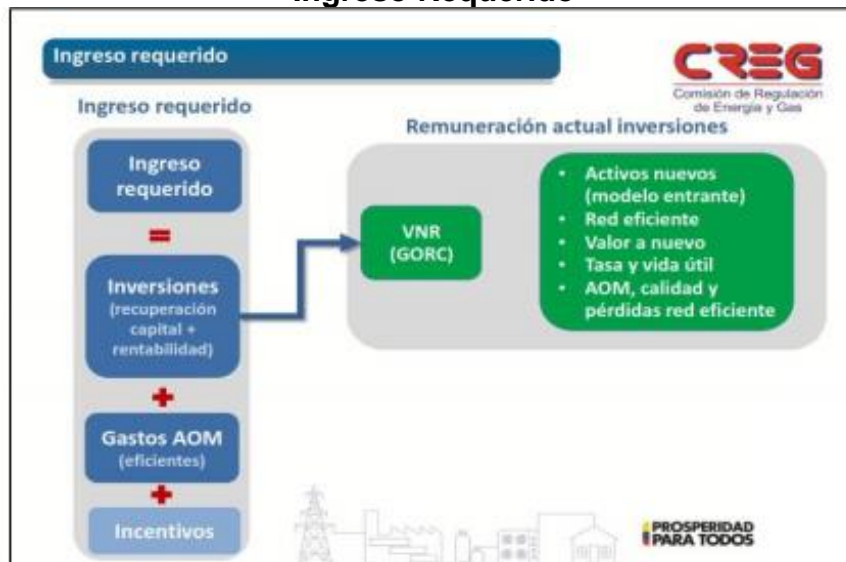 Ingreso Requerido
Ingreso requerido
CREG
Comisión de Regulación
de Energía y Gas
Ingreso requerido
Ingreso
requerido
=
Inversiones
(recuperación
capital +
rentabilidad)
+
Gastos AOM
(eficientes)
+
Incentivos
Remuneración actual inversiones
VNR
(GORC)
• Activos nuevos
(modelo entrante)
• Red eficiente
• Valor a nuevo
• Tasa y vida útil
• AOM, calidad y
pérdidas red eficiente
PROSPERIDAD
PARA TODOS